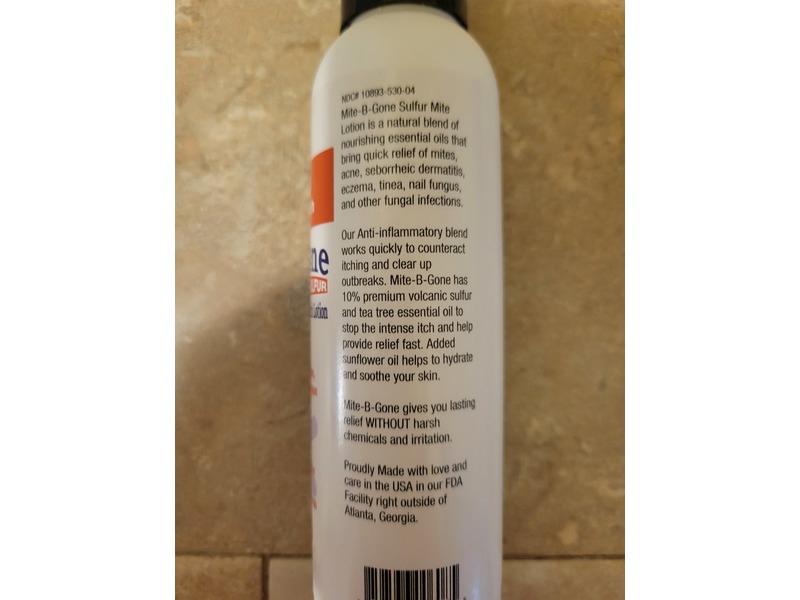 NDC# 10893-530-04
Mite-B-Gone Sulfur Mite
Lotion is a natural blend of
nourishing essential oils that
bring quick relief of mites,
acne, seborrheic dermatitis,
eczema, tinea, nail fungus,
and other fungal infections.
Our Anti-inflammatory blend
works quickly to counteract
itching and clear up
outbreaks. Mite-B-Gone has
10% premium volcanic sulfur
and tea tree essential oil to
stop the intense itch and help
provide relief fast. Added
sunflower oil helps to hydrate
and soothe your skin.
Mite-B-Gone gives you lasting
relief WITHOUT harsh
chemicals and irritation.
Proudly Made with love and
care in the USA in our FDA
Facility right outside of
Atlanta, Georgia.
ne
LFUR
Lotion